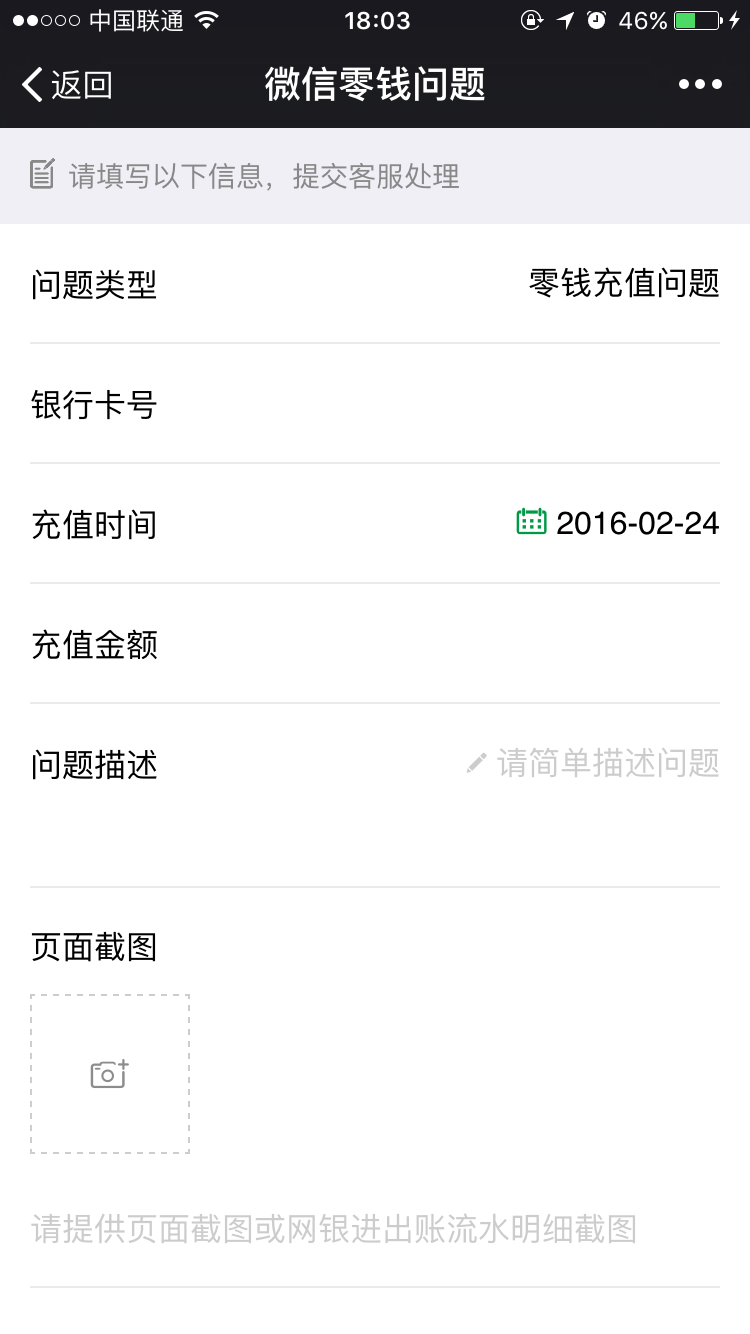 中国联通 18:03 46%
返回 微信零钱问题
请填写以下信息，提交客服处理
问题类型 零钱充值问题
银行卡号
充值时间 2016-02-24
充值金额
问题描述 请简单描述问题
页面截图
请提供页面截图或网银进出账流水明细截图